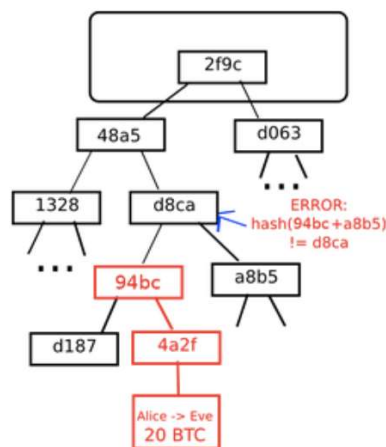 2f9c
48a5
d063
...
1328
d8ca
ERROR:
hash(94bc+a8b5)
!= d8ca
...
94bc
a8b5
d187
4a2f
Alice -> Eve
20 BTC